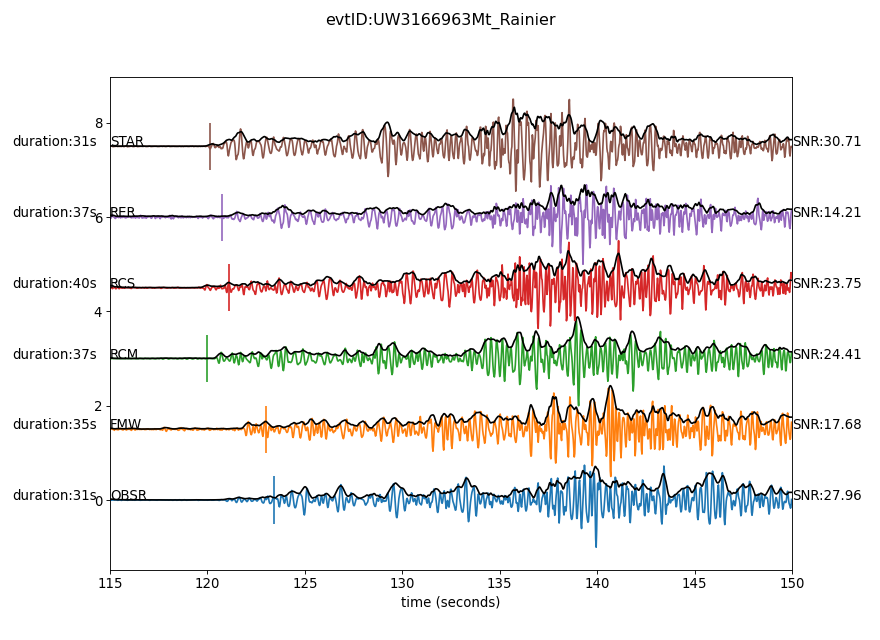 evtID:UW3166963Mt_Rainier
8
duration:31s STAR SNR:30.71
duration:37s RER SNR:14.21
6
duration:40s RCS SNR:23.75
4
duration:37s RCM SNR:24.41
2
duration:35s FMW SNR:17.68
duration:31s OBSR SNR:27.96
0
115 120 125 130 135 140 145 150
time (seconds)